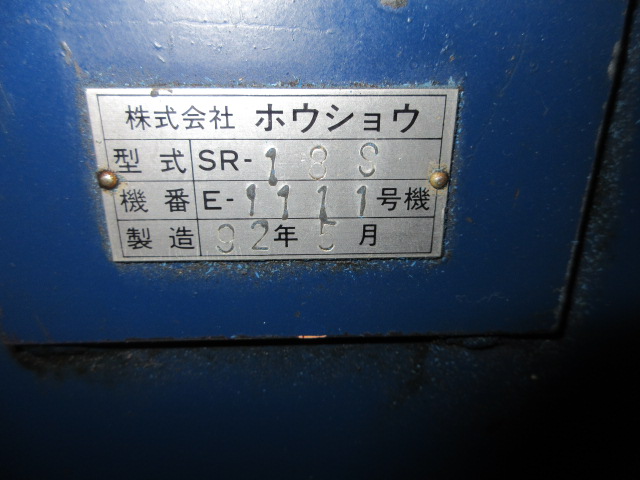 株式会社 ホウショウ
型式 SR-
機番 E-1111号機
製造 92年5月